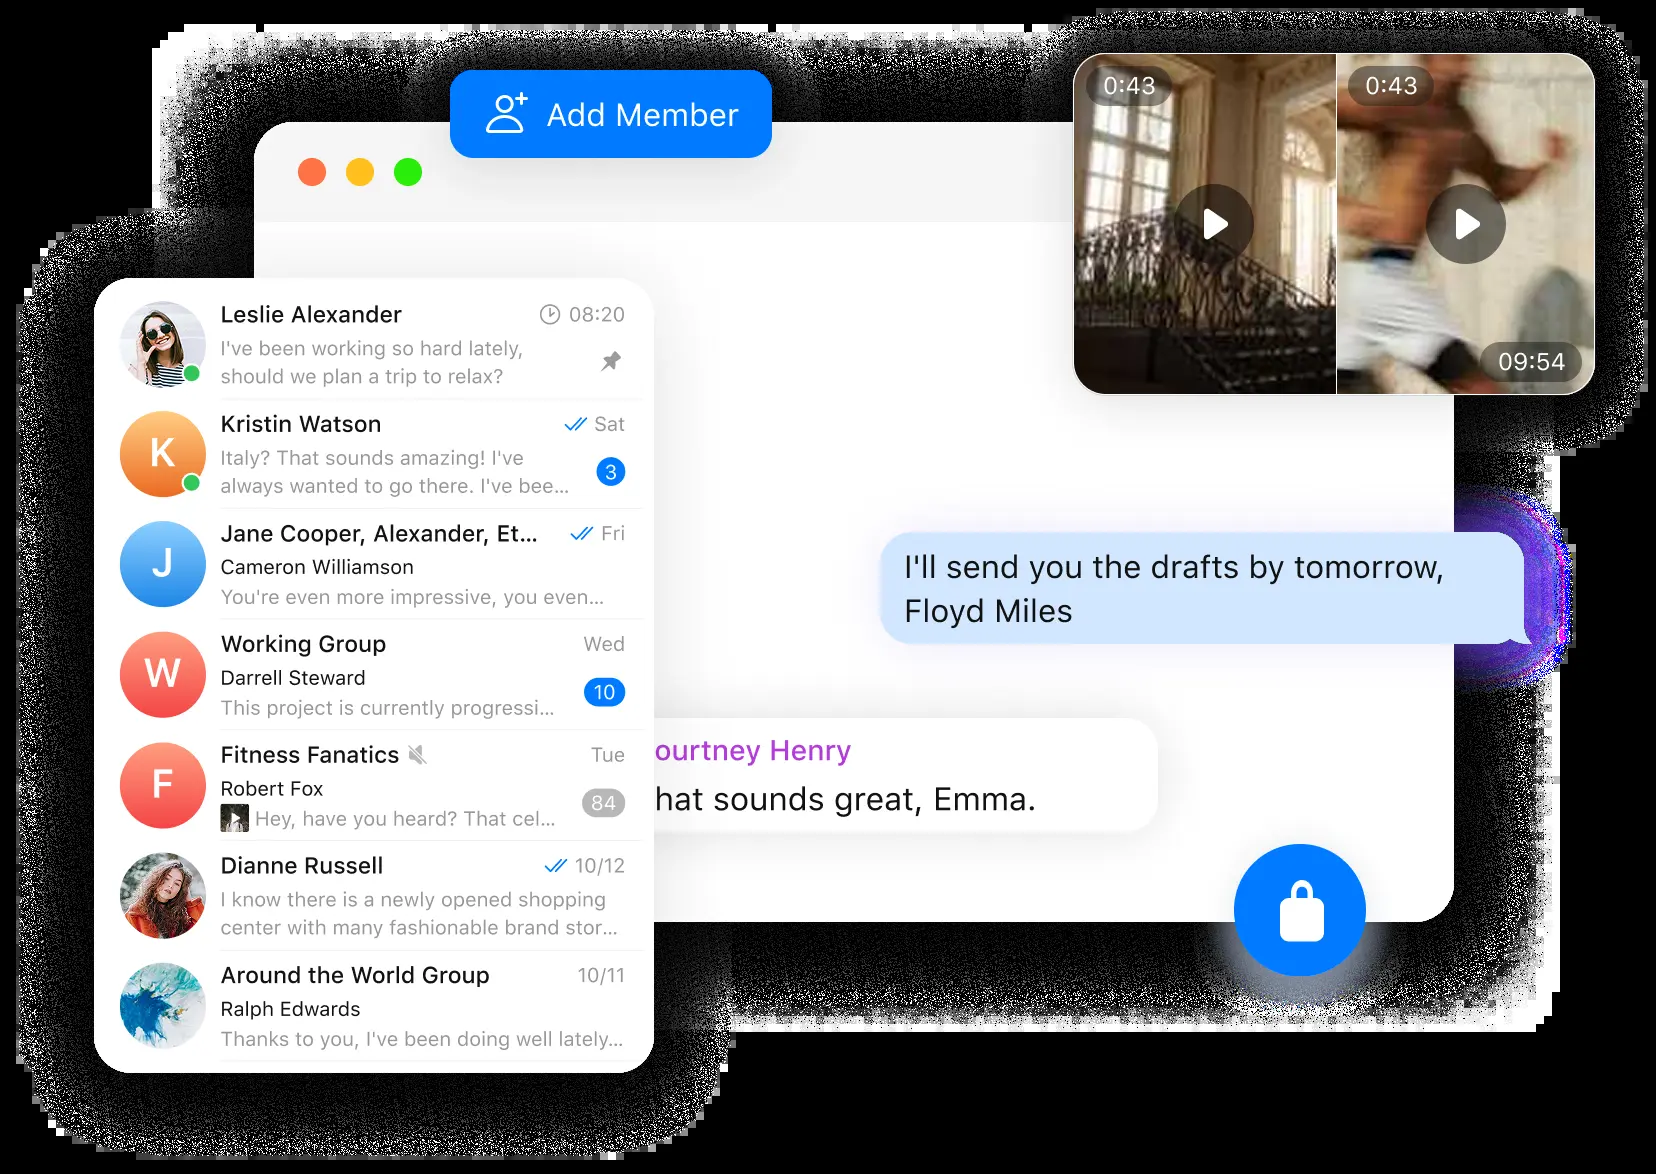 Add Member
0:43
0:43
09:54
Leslie Alexander 08:20
I've been working so hard lately,
should we plan a trip to relax?
K
Kristin Watson Sat
Italy? That sounds amazing! I've
always wanted to go there. I've bee... 3
J
Jane Cooper, Alexander, Et... Fri
Cameron Williamson
You're even more impressive, you even...
W
Working Group Wed
Darrell Steward
This project is currently progressi... 10
F
Fitness Fanatics Tue
Robert Fox
Hey, have you heard? That cel... 84
Dianne Russell 10/12
I know there is a newly opened shopping
center with many fashionable brand stor...
Around the World Group 10/11
Ralph Edwards
Thanks to you, I've been doing well lately...
I'll send you the drafts by tomorrow,
Floyd Miles
ourtney Henry
hat sounds great, Emma.